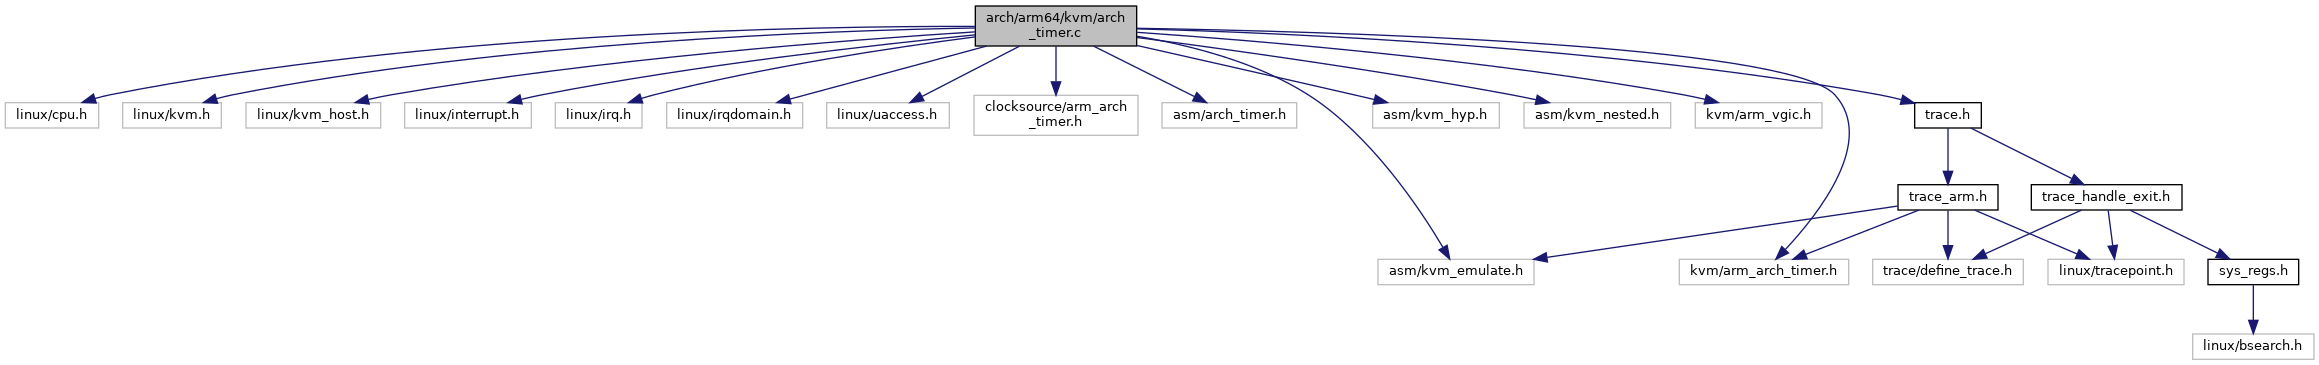 arch/arm64/kvm/arch
_timer.c
linux/cpu.h
linux/kvm.h
linux/kvm_host.h
linux/interrupt.h
linux/irq.h
linux/irqdomain.h
linux/uaccess.h
clocksource/arm_arch
_timer.h
asm/arch_timer.h
asm/kvm_hyp.h
asm/kvm_nested.h
kvm/arm_vgic.h
trace.h
trace_arm.h
trace_handle_exit.h
asm/kvm_emulate.h
kvm/arm_arch_timer.h
trace/define_trace.h
linux/tracepoint.h
sys_regs.h
linux/bsearch.h